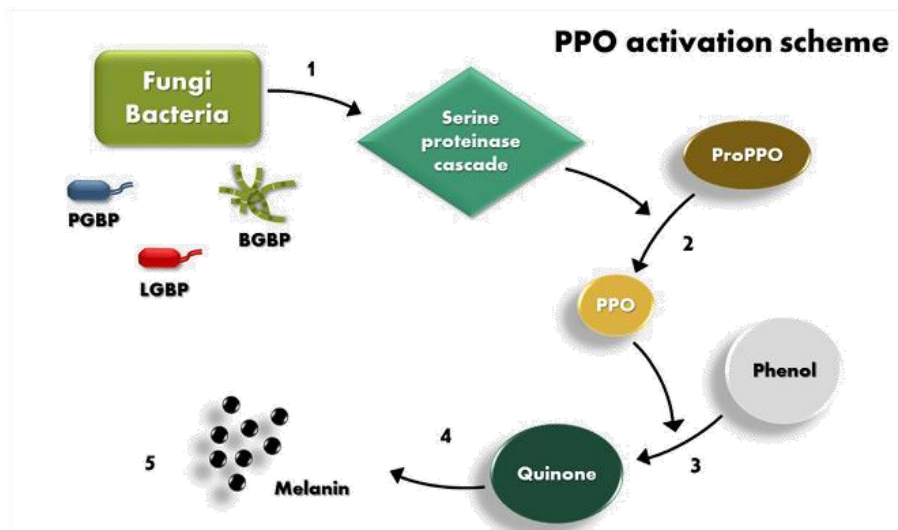 PPO activation scheme
1
Fungi
Bacteria
Serine
proteinase
cascade
ProPPO
PGBP
BGBP
LGBP
2
PPO
Phenol
3
Quinone
4
Melanin
5